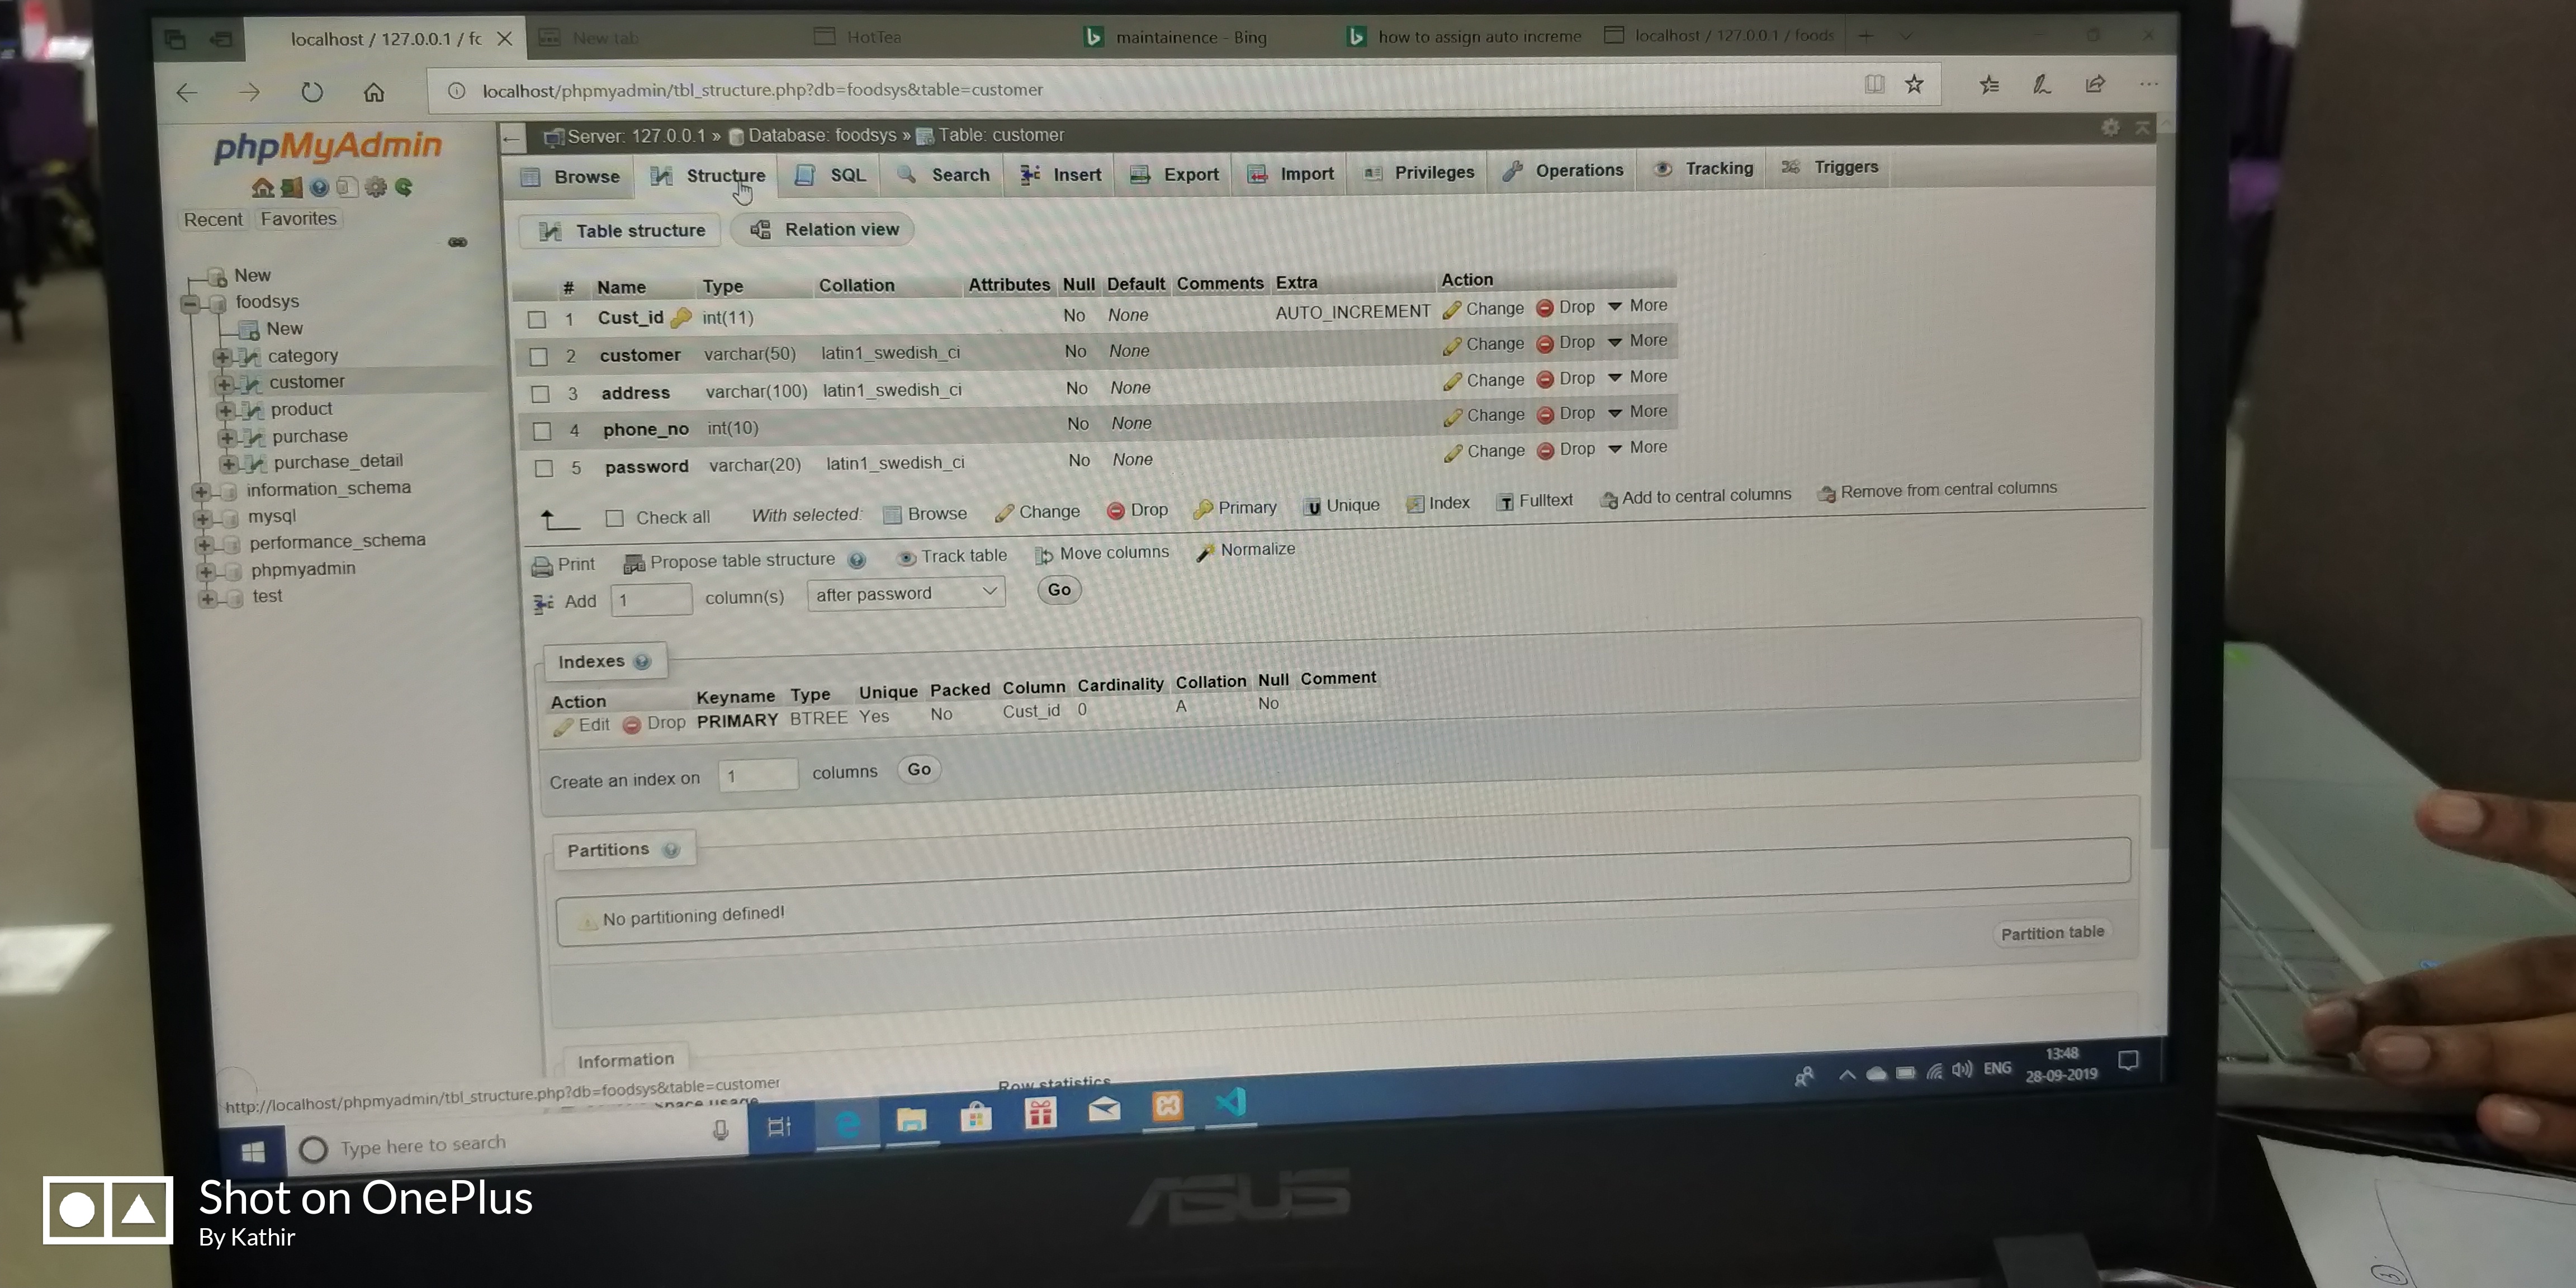 localhost / 127.0.0.1 / fc
New tab
HotTea
maintainence - Bing
how to assign auto increme
localhost / 127.0.0.1 / foods
localhost/phpmyadmin/tbl_structure.php?db=foodsys&table=customer
phpMyAdmin
Recent Favorites
New
foodsys
New
category
customer
product
purchase
purchase_detail
information_schema
mysql
performance_schema
phpmyadmin
test
Server: 127.0.0.1 » Database: foodsys » Table: customer
Browse Structure SQL Search Insert Export Import Privileges Operations Tracking Triggers
Table structure Relation view
# Name Type Collation Attributes Null Default Comments Extra Action
1 Cust_id int(11) No None AUTO_INCREMENT Change Drop More
2 customer varchar(50) latin1_swedish_ci No None Change Drop More
3 address varchar(100) latin1_swedish_ci No None Change Drop More
4 phone_no int(10) No None Change Drop More
5 password varchar(20) latin1_swedish_ci No None Change Drop More
Check all With selected: Browse Change Drop Primary Unique Index Fulltext Add to central columns Remove from central columns
Print Propose table structure Track table Move columns Normalize
Add 1 column(s) after password Go
Indexes
Action Keyname Type Unique Packed Column Cardinality Collation Null Comment
Edit Drop PRIMARY BTREE Yes No Cust_id 0 A No
Create an index on 1 columns Go
Partitions
No partitioning defined!
Partition table
Information
http://localhost/phpmyadmin/tbl_structure.php?db=foodsys&table=customer
Space usage
Row statistics
Type here to search
ENG
13:48
28-09-2019
ASUS
Shot on OnePlus
By Kathir